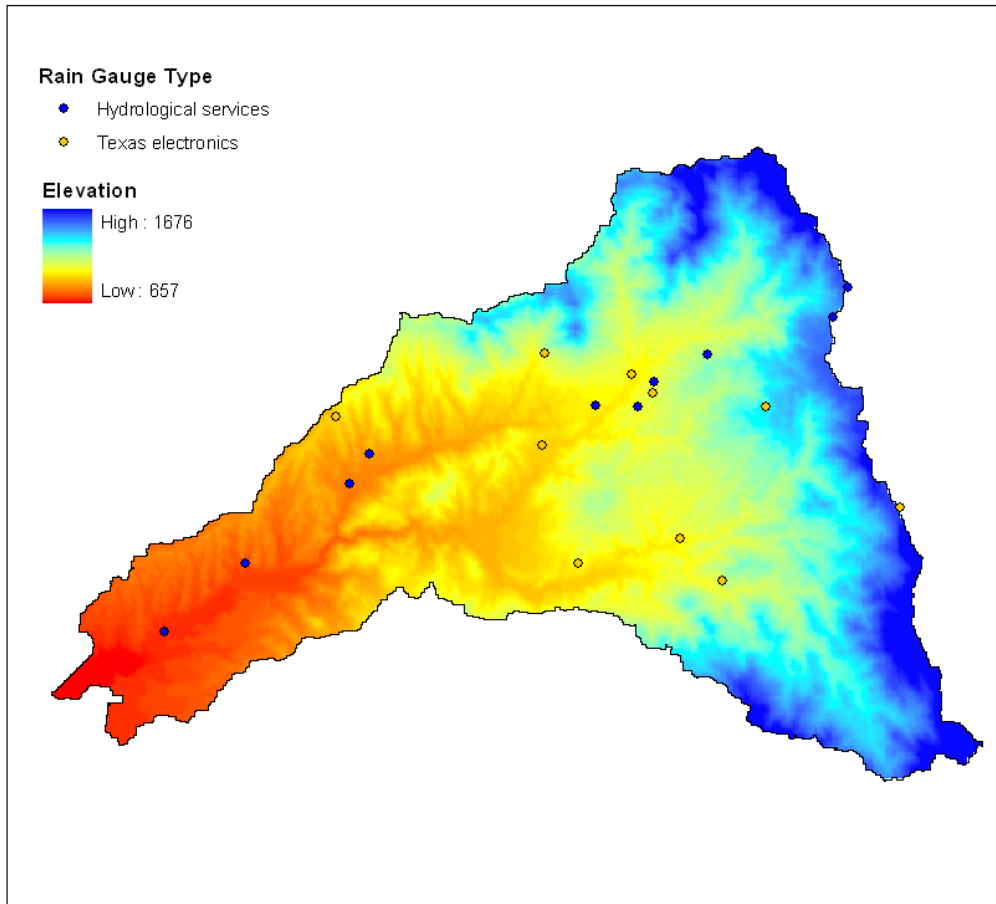 Rain Gauge Type
Hydrological services
Texas electronics
Elevation
High : 1676
Low : 657